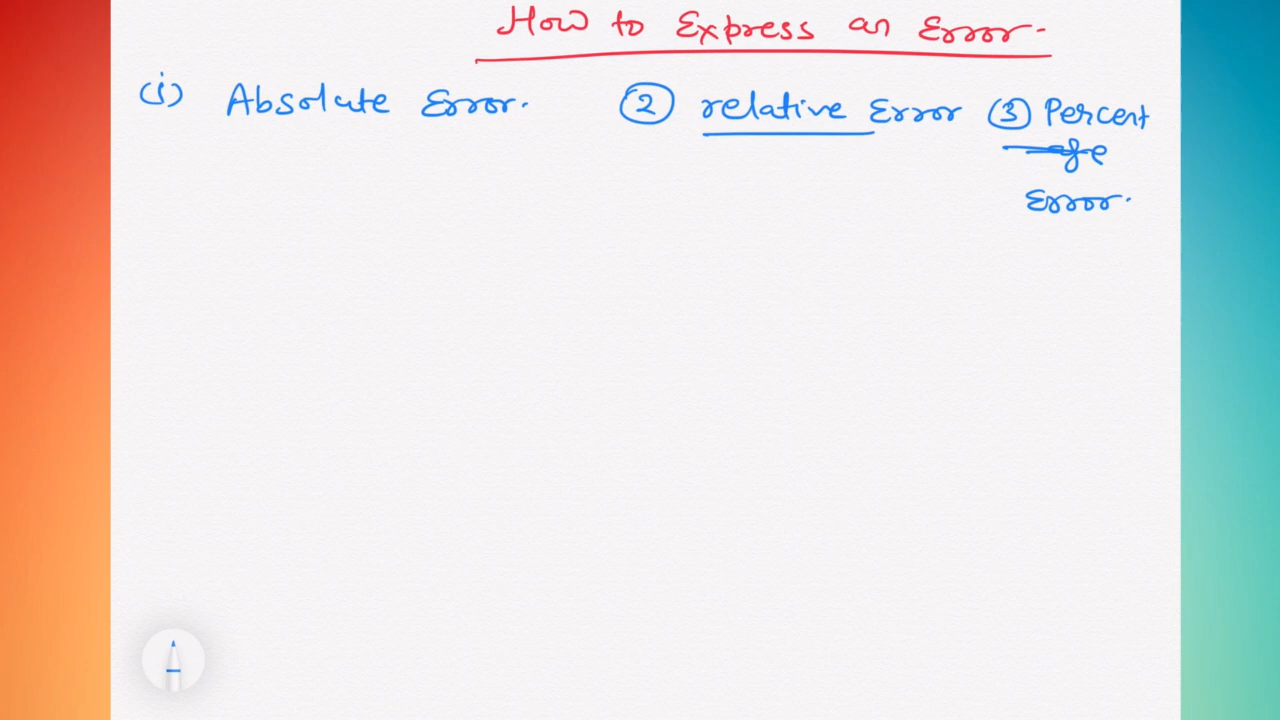 How to Express an Error.
(i) Absolute Error. ② relative Error ③ Percent
age
Error.